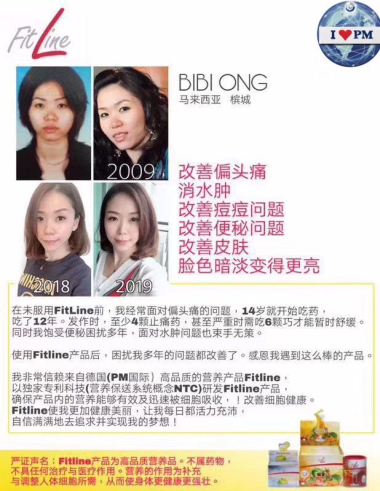 FitLine
I ❤ PM
BIBI ONG
马来西亚 槟城
2009
改善偏头痛
消水肿
改善痘痘问题
改善便秘问题
改善皮肤
脸色暗淡变得更亮
2018
2019
在未服用FitLine前，我经常面对偏头痛的问题，14岁就开始吃药，
吃了12年。发作时，至少4颗止痛药，甚至严重时需吃6颗巧才能暂时舒缓。
同时我饱受便秘困扰多年，面对水肿问题也束手无策。
使用Fitline产品后，困扰我多年的问题都改善了。感恩我遇到这么棒的产品。
我非常信赖来自德国(PM国际）高品质的营养产品Fitline，
以独家专利科技(营养保送系统概念NTC)研发Fitline产品，
确保产品内的营养能够有效及迅速被细胞吸收，！改善细胞健康。
Fitline使我更加健康美丽，让我每日都活力充沛，
自信满满地去追求并实现我的梦想！
严证声名：Fitline产品为高品质营养品。不属药物，
不具任何治疗与医疗作用。营养的作用为补充
与调整人体细胞所需，从而使身体更健康更强壮。